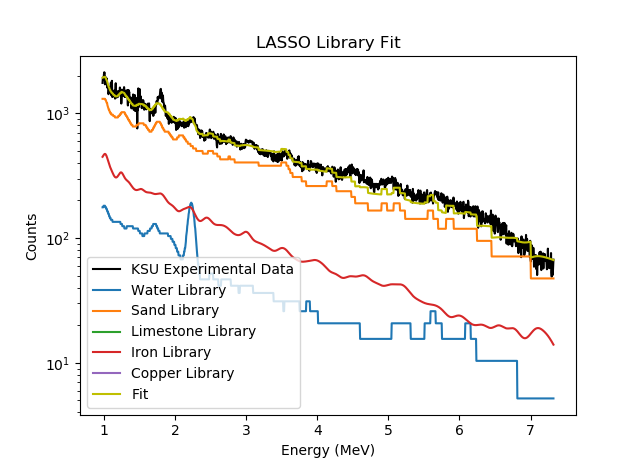 LASSO Library Fit
Counts
10³
10²
10¹
KSU Experimental Data
Water Library
Sand Library
Limestone Library
Iron Library
Copper Library
Fit
1 2 3 4 5 6 7
Energy (MeV)